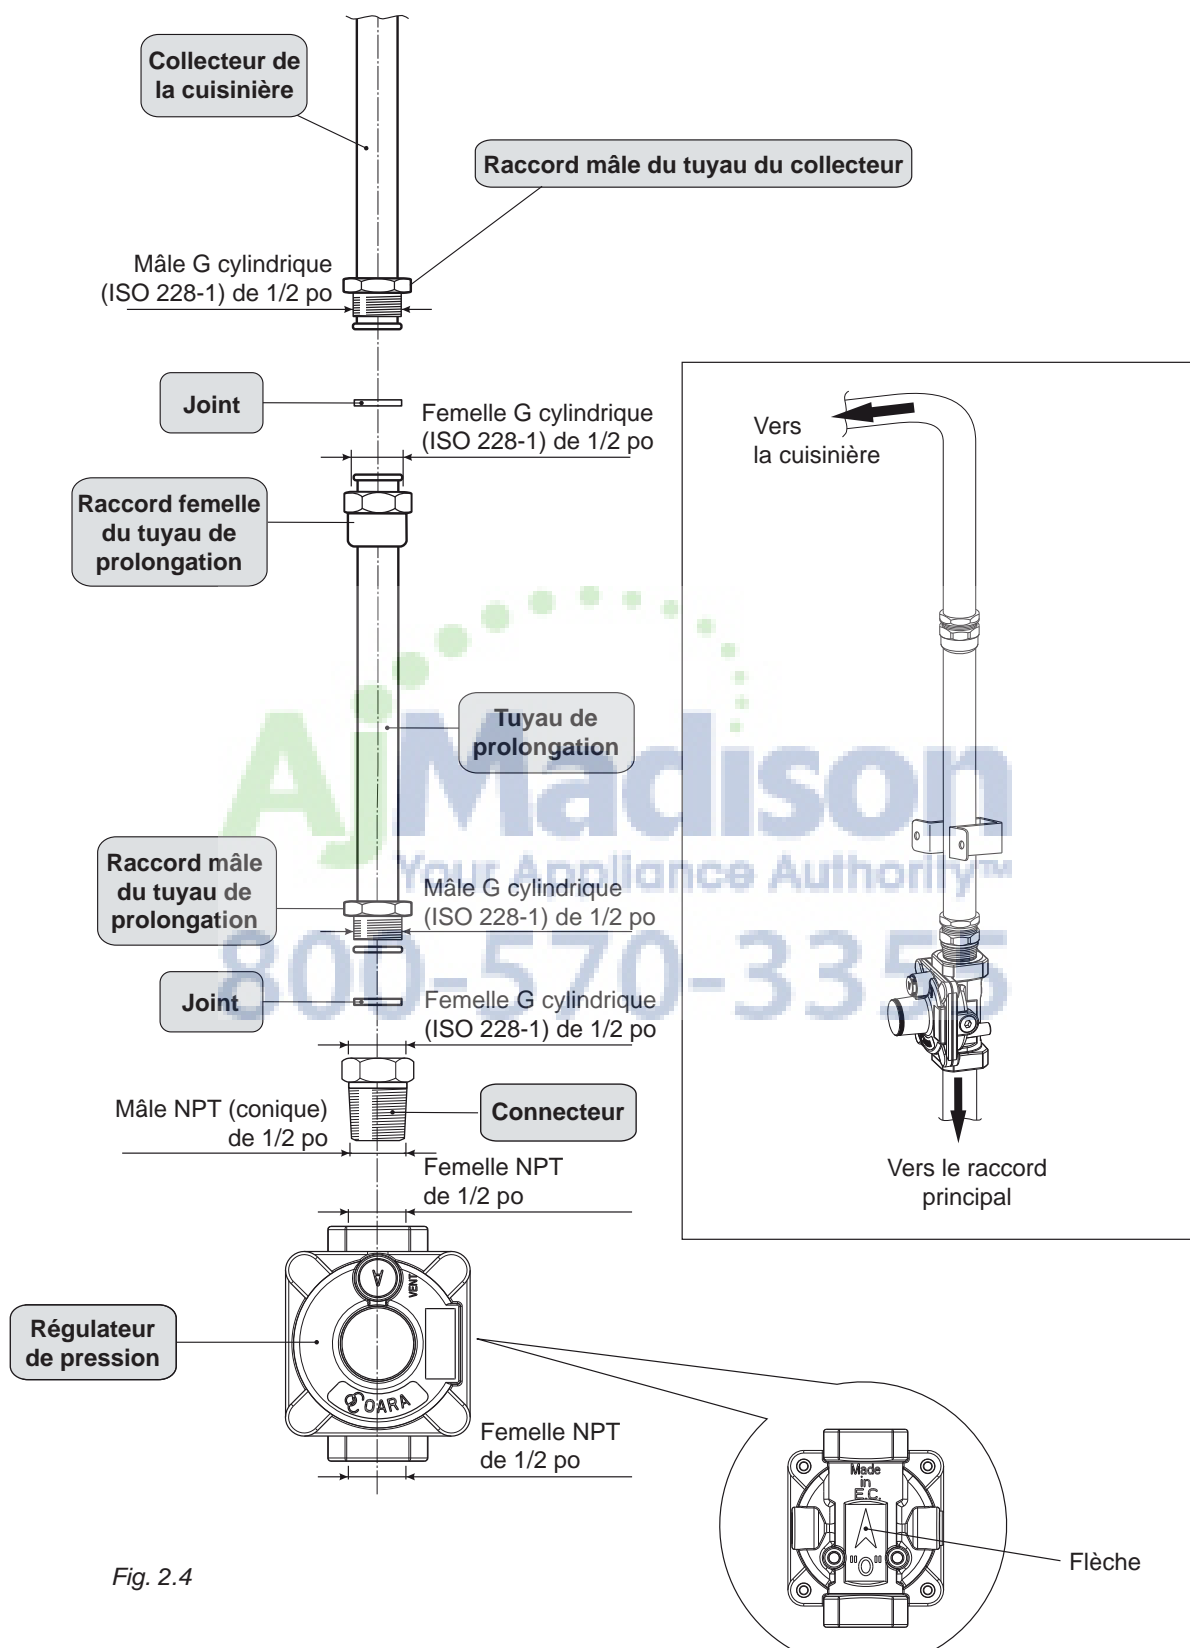 Collecteur de
la cuisinière
Raccord mâle du tuyau du collecteur
Mâle G cylindrique
(ISO 228-1) de 1/2 po
Joint
Femelle G cylindrique
(ISO 228-1) de 1/2 po
Raccord femelle
du tuyau de
prolongation
Tuyau de
prolongation
Raccord mâle
du tuyau de
prolongation
Mâle G cylindrique
(ISO 228-1) de 1/2 po
Joint
Femelle G cylindrique
(ISO 228-1) de 1/2 po
Mâle NPT (conique)
de 1/2 po
Connecteur
Femelle NPT
de 1/2 po
A
VENT
Régulateur
de pression
OARA
Femelle NPT
de 1/2 po
Vers
la cuisinière
Vers le raccord
principal
Made
in
E.C.
"0"
Flèche
Fig. 2.4
AjMadison
Your Appliance Authority™
800-570-3355